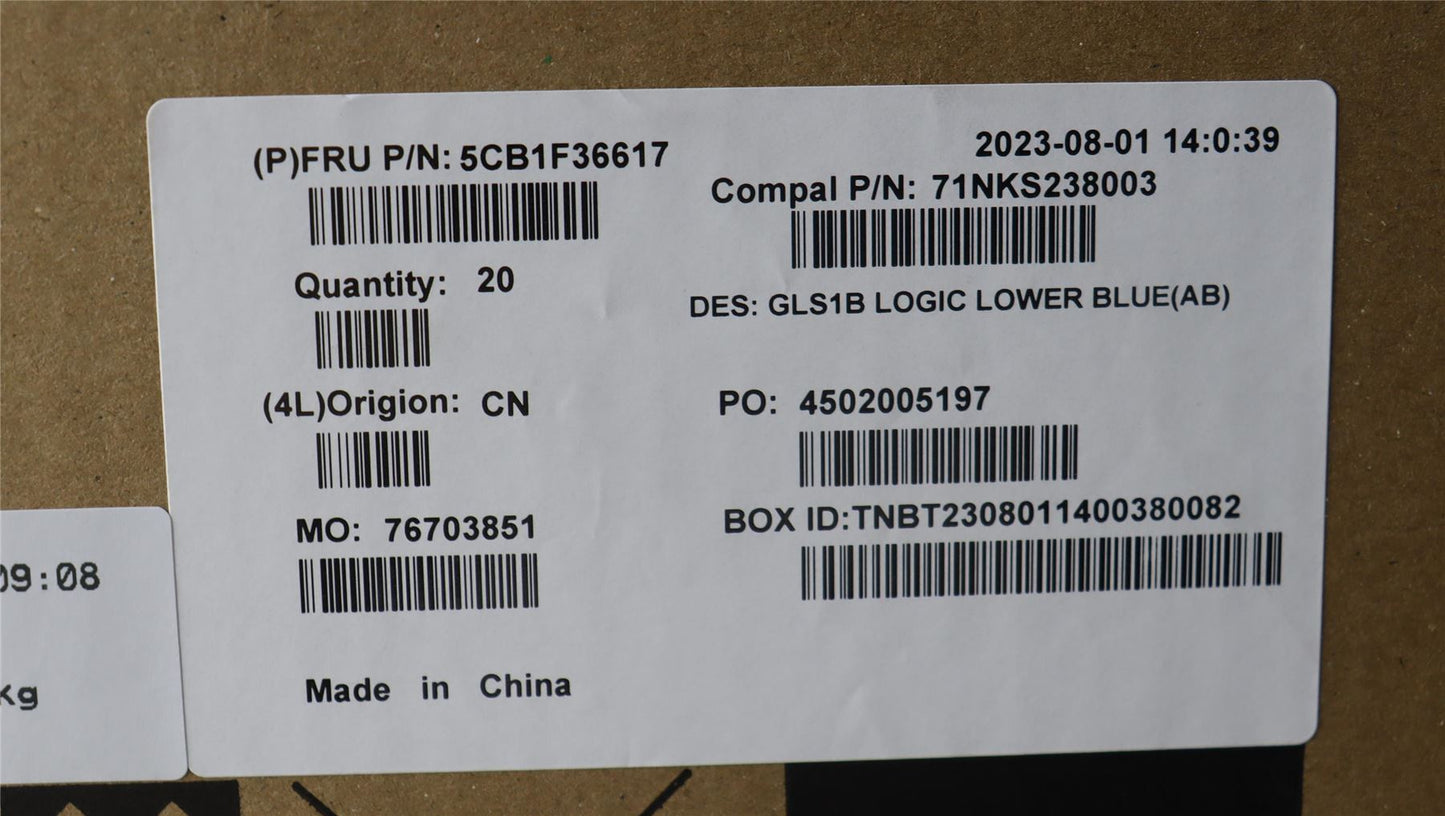 (P)FRU P/N: 5CB1F36617
2023-08-01 14:0:39
Compal P/N: 71NKS238003
Quantity: 20
DES: GLS1B LOGIC LOWER BLUE(AB)
(4L)Origion: CN
PO: 4502005197
MO: 76703851
BOX ID:TNBT2308011400380082
Made in China
09:08
Kg